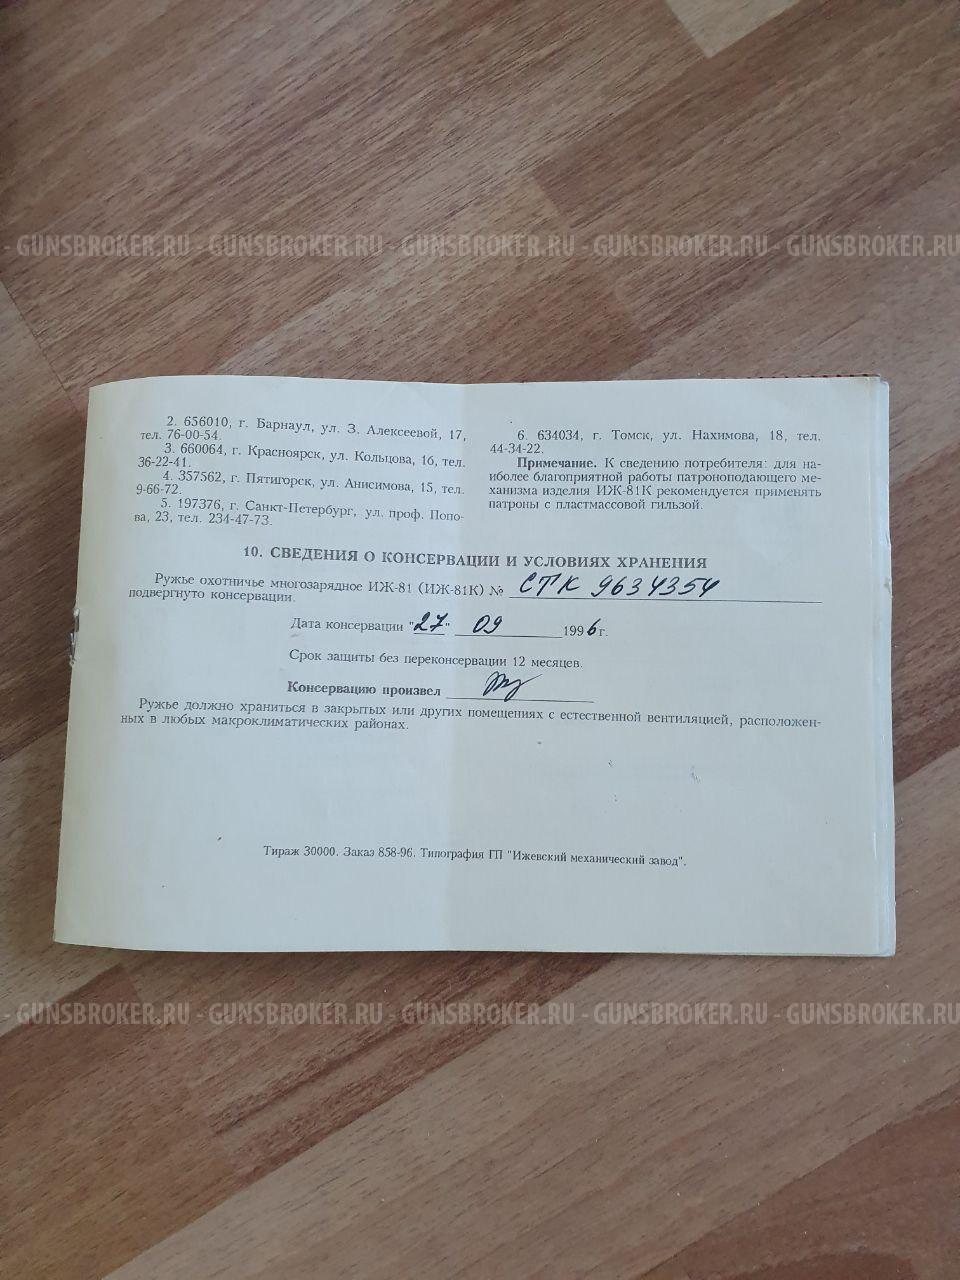 - GUNSBROKER.RU - GUNSBROKER.RU - GUNSBROKER.RU - GUNSBROKER.RU - GUNSBROKER.RU
2. 656010, г. Барнаул, ул. З. Алексеевой, 17,
тел. 76-00-54.
3. 660064, г. Красноярск, ул. Кольцова, 16, тел.
36-22-41.
4. 357562, г. Пятигорск, ул. Анисимова, 15, тел.
9-66-72.
5. 197376, г. Санкт-Петербург, ул. проф. Попо-
ва, 23, тел. 234-47-73.
6. 634034, г. Томск, ул. Нахимова, 18, тел.
44-34-22.
Примечание. К сведению потребителя: для на-
иболее благоприятной работы патроноподающего ме-
ханизма изделия ИЖ-81К рекомендуется применять
патроны с пластмассовой гильзой.
10. СВЕДЕНИЯ О КОНСЕРВАЦИИ И УСЛОВИЯХ ХРАНЕНИЯ
Ружье охотничье многозарядное ИЖ-81 (ИЖ-81К) № СТК 9634354
подвергнуто консервации.
Дата консервации "27" 09 1996г.
Срок защиты без переконсервации 12 месяцев.
Консервацию произвел
Ружье должно храниться в закрытых или других помещениях с естественной вентиляцией, расположен-
ных в любых макроклиматических районах.
Тираж 30000. Заказ 858-96. Типография ГП "Ижевский механический завод".
- GUNSBROKER.RU - GUNSBROKER.RU - GUNSBROKER.RU - GUNSBROKER.RU - GUNSBROKER.RU